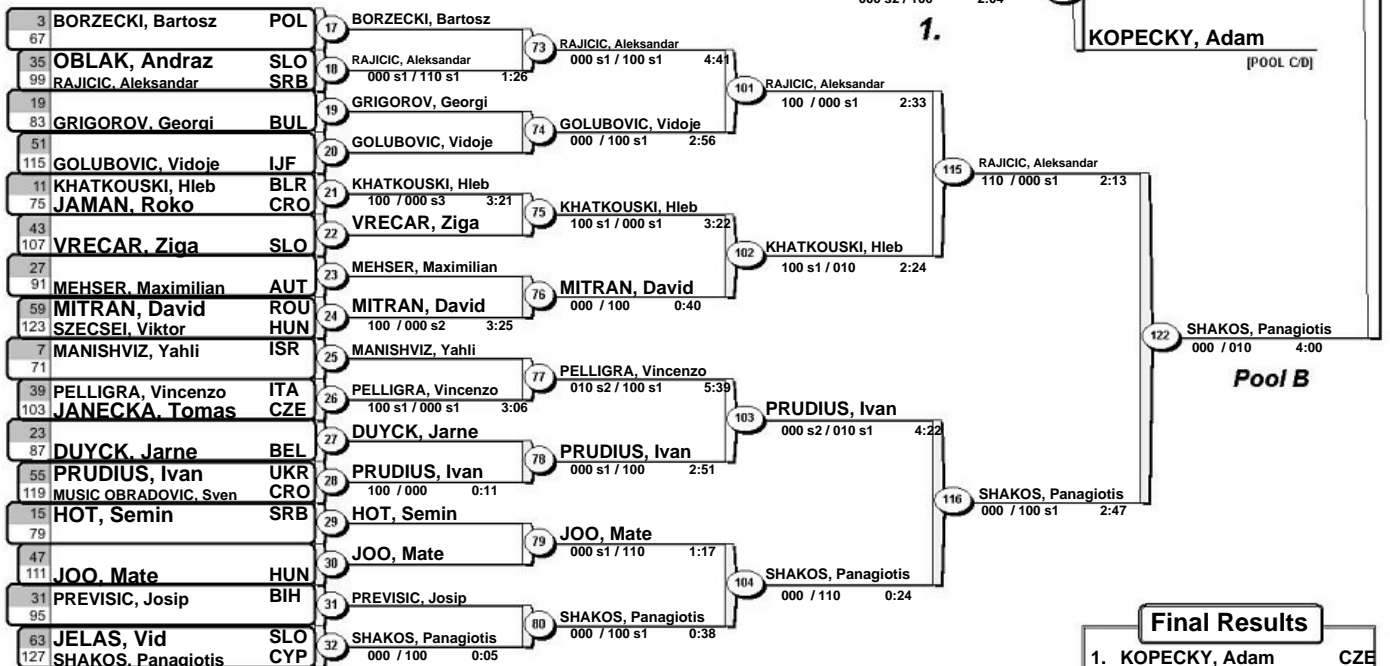 1.
KOPECKY, Adam
[POOL C/D]
3 BORZECKI, Bartosz POL
67
35 OBLAK, Andraz SLO
99 RAJICIC, Aleksandar SRB
19
83 GRIGOROV, Georgi BUL
51
115 GOLUBOVIC, Vidoje IJF
11 KHATKOUSKI, Hleb BLR
75 JAMAN, Roko CRO
43
107 VRECAR, Ziga SLO
27
91 MEHSER, Maximilian AUT
59 MITRAN, David ROU
123 SZECSEI, Viktor HUN
7 MANISHVIZ, Yahli ISR
71
39 PELLIGRA, Vincenzo ITA
103 JANECKA, Tomas CZE
23
87 DUYCK, Jarne BEL
55 PRUDIUS, Ivan UKR
119 MUSIC OBRADOVIC, Sven CRO
15 HOT, Semin SRB
79
47
111 JOO, Mate HUN
31 PREVISIC, Josip BIH
95
63 JELAS, Vid SLO
127 SHAKOS, Panagiotis CYP
17 BORZECKI, Bartosz
18 RAJICIC, Aleksandar
000 s1 / 110 s1 1:26
19 GRIGOROV, Georgi
20 GOLUBOVIC, Vidoje
21 KHATKOUSKI, Hleb
100 / 000 s3 3:21
22 VRECAR, Ziga
23 MEHSER, Maximilian
24 MITRAN, David
100 / 000 s2 3:25
25 MANISHVIZ, Yahli
26 PELLIGRA, Vincenzo
100 s1 / 000 s1 3:06
27 DUYCK, Jarne
28 PRUDIUS, Ivan
100 / 000 0:11
29 HOT, Semin
30 JOO, Mate
31 PREVISIC, Josip
32 SHAKOS, Panagiotis
000 / 100 0:05
73 RAJICIC, Aleksandar
000 s1 / 100 s1 4:41
74 GOLUBOVIC, Vidoje
000 / 100 s1 2:56
75 KHATKOUSKI, Hleb
100 s1 / 000 s1 3:22
76 MITRAN, David
000 / 100 0:40
77 PELLIGRA, Vincenzo
010 s2 / 100 s1 5:39
78 PRUDIUS, Ivan
000 s1 / 100 2:51
79 JOO, Mate
000 s1 / 110 1:17
80 SHAKOS, Panagiotis
000 / 100 s1 0:38
101 RAJICIC, Aleksandar
100 / 000 s1 2:33
102 KHATKOUSKI, Hleb
100 s1 / 010 2:24
103 PRUDIUS, Ivan
000 s2 / 010 s1 4:22
104 SHAKOS, Panagiotis
000 / 110 0:24
115 RAJICIC, Aleksandar
110 / 000 s1 2:13
116 SHAKOS, Panagiotis
000 / 100 s1 2:47
122 SHAKOS, Panagiotis
000 / 010 4:00
Pool B
Final Results
1. KOPECKY, Adam CZE